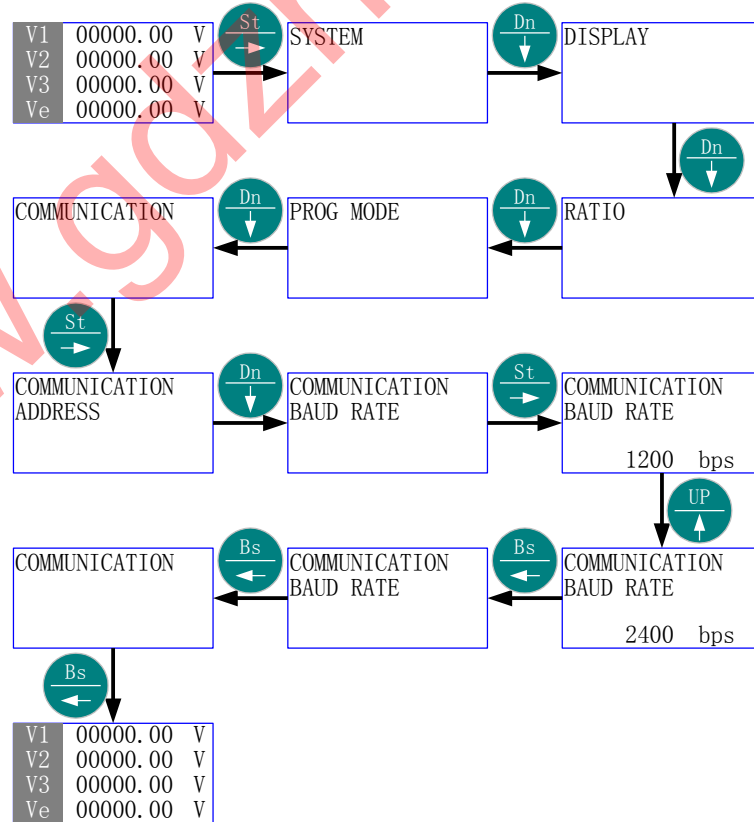 V1 00000.00 V
V2 00000.00 V
V3 00000.00 V
Ve 00000.00 V
St
SYSTEM
Dn
DISPLAY
Dn
RATIO
Dn
PROG MODE
Dn
COMMUNICATION
St
COMMUNICATION
ADDRESS
Dn
COMMUNICATION
BAUD RATE
St
COMMUNICATION
BAUD RATE
1200 bps
UP
COMMUNICATION
BAUD RATE
2400 bps
Bs
COMMUNICATION
BAUD RATE
Bs
COMMUNICATION
Bs
V1 00000.00 V
V2 00000.00 V
V3 00000.00 V
Ve 00000.00 V